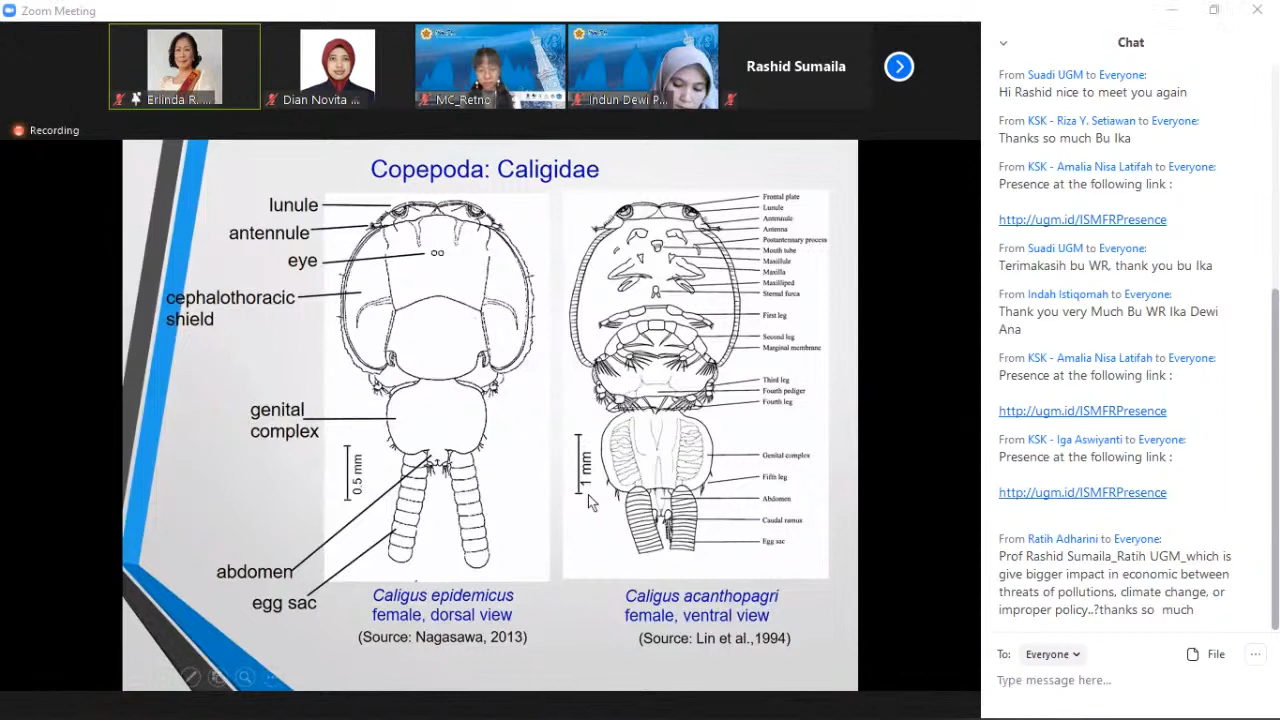 Zoom Meeting
Erlinda R. ...
Dian Novita ...
MC_Retno
Indun Dewi P...
Rashid Sumaila
Recording
Copepoda: Caligidae
lunule
antennule
eye
cephalothoracic
shield
genital
complex
0.5 mm
abdomen
egg sac
Caligus epidemicus
female, dorsal view
(Source: Nagasawa, 2013)
Frontal plate
Lunule
Antennule
Antenna
Postantennary process
Mouth tube
Maxillule
Maxilla
Maxilliped
Sternal furca
First leg
Second leg
Marginal membrane
Third leg
Fourth pediger
Fourth leg
1 mm
Genital complex
Fifth leg
Abdomen
Caudal ramus
Egg sac
Caligus acanthopagri
female, ventral view
(Source: Lin et al.,1994)
Chat
From Suadi UGM to Everyone:
Hi Rashid nice to meet you again
From KSK - Riza Y. Setiawan to Everyone:
Thanks so much Bu Ika
From KSK - Amalia Nisa Latifah to Everyone:
Presence at the following link :
http://ugm.id/ISMFRPresence
From Suadi UGM to Everyone:
Terimakasih bu WR, thank you bu Ika
From Indah Istiqomah to Everyone:
Thank you very Much Bu WR Ika Dewi
Ana
From KSK - Amalia Nisa Latifah to Everyone:
Presence at the following link :
http://ugm.id/ISMFRPresence
From KSK - Iga Aswiyanti to Everyone:
Presence at the following link :
http://ugm.id/ISMFRPresence
From Ratih Adharini to Everyone:
Prof Rashid Sumaila_Ratih UGM_which is
give bigger impact in economic between
threats of pollutions, climate change, or
improper policy..?thanks so much
To: Everyone
File
Type message here...